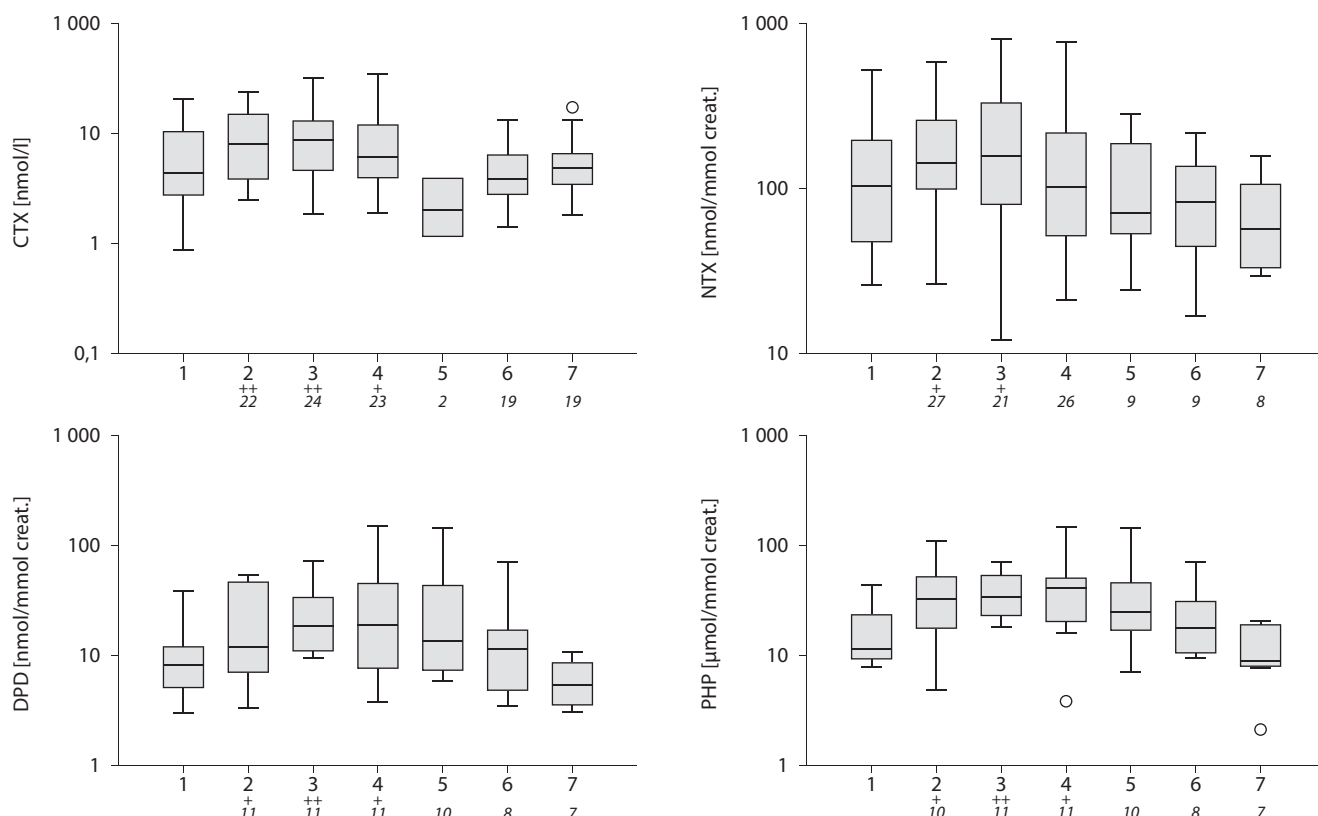 CTX [nmol/l]
1 000
10
1
0,1
1 2 3 4 5 6 7
++ ++ +
22 24 23 2 19 19
NTX [nmol/mmol creat.]
1 000
100
10
1 2 3 4 5 6 7
+ +
27 21 26 9 9 8
DPD [nmol/mmol creat.]
1 000
100
10
1
1 2 3 4 5 6 7
+ ++ +
11 11 11 10 8 7
PHP [µmol/mmol creat.]
1 000
100
10
1
1 2 3 4 5 6 7
+ ++ +
10 11 11 10 8 7